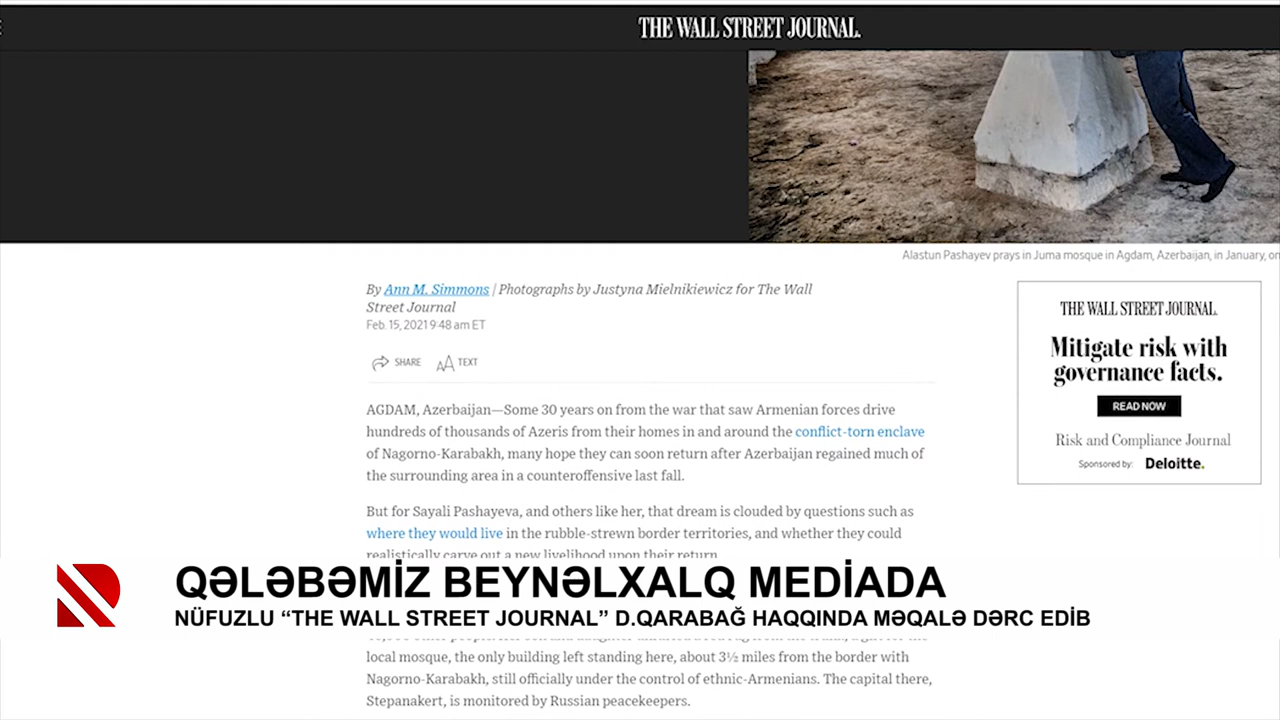 THE WALL STREET JOURNAL.
Alastun Pashayev prays in Juma mosque in Agdam, Azerbaijan, in January, on
By Ann M. Simmons | Photographs by Justyna Mielnikiewicz for The Wall
Street Journal
Feb. 15, 2021 9:48 am ET
SHARE
AA TEXT
THE WALL STREET JOURNAL.
Mitigate risk with
governance facts.
READ NOW
Risk and Compliance Journal
Sponsored by: Deloitte.
AGDAM, Azerbaijan—Some 30 years on from the war that saw Armenian forces drive
hundreds of thousands of Azeris from their homes in and around the conflict-torn enclave
of Nagorno-Karabakh, many hope they can soon return after Azerbaijan regained much of
the surrounding area in a counteroffensive last fall.
But for Sayali Pashayeva, and others like her, that dream is clouded by questions such as
where they would live in the rubble-strewn border territories, and whether they could
realistically carve out a new livelihood upon their return.
QƏLƏBƏMİZ BEYNƏLXALQ MEDİADA
NÜFUZLU “THE WALL STREET JOURNAL” D.QARABAĞ HAQQINDA MƏQALƏ DƏRC EDİB
local mosque, the only building left standing here, about 3½ miles from the border with
Nagorno-Karabakh, still officially under the control of ethnic-Armenians. The capital there,
Stepanakert, is monitored by Russian peacekeepers.